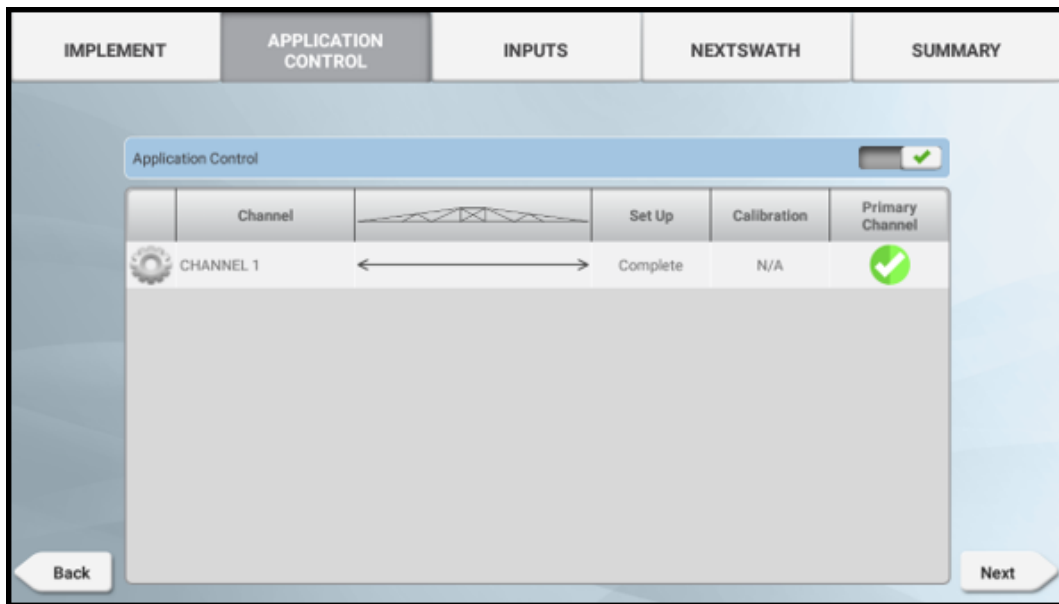 IMPLEMENT
APPLICATION
CONTROL
INPUTS
NEXTSWATH
SUMMARY
Application Control
Channel
Set Up
Calibration
Primary
Channel
CHANNEL 1
Complete
N/A
Back
Next